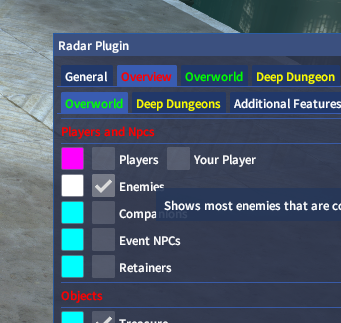 Radar Plugin
General Overview Overworld Deep Dungeon
Overworld Deep Dungeons Additional Features
Players and Npcs
Players Your Player
Enemies
Shows most enemies that are
Companions
Event NPCs
Retainers
Objects
Treasure